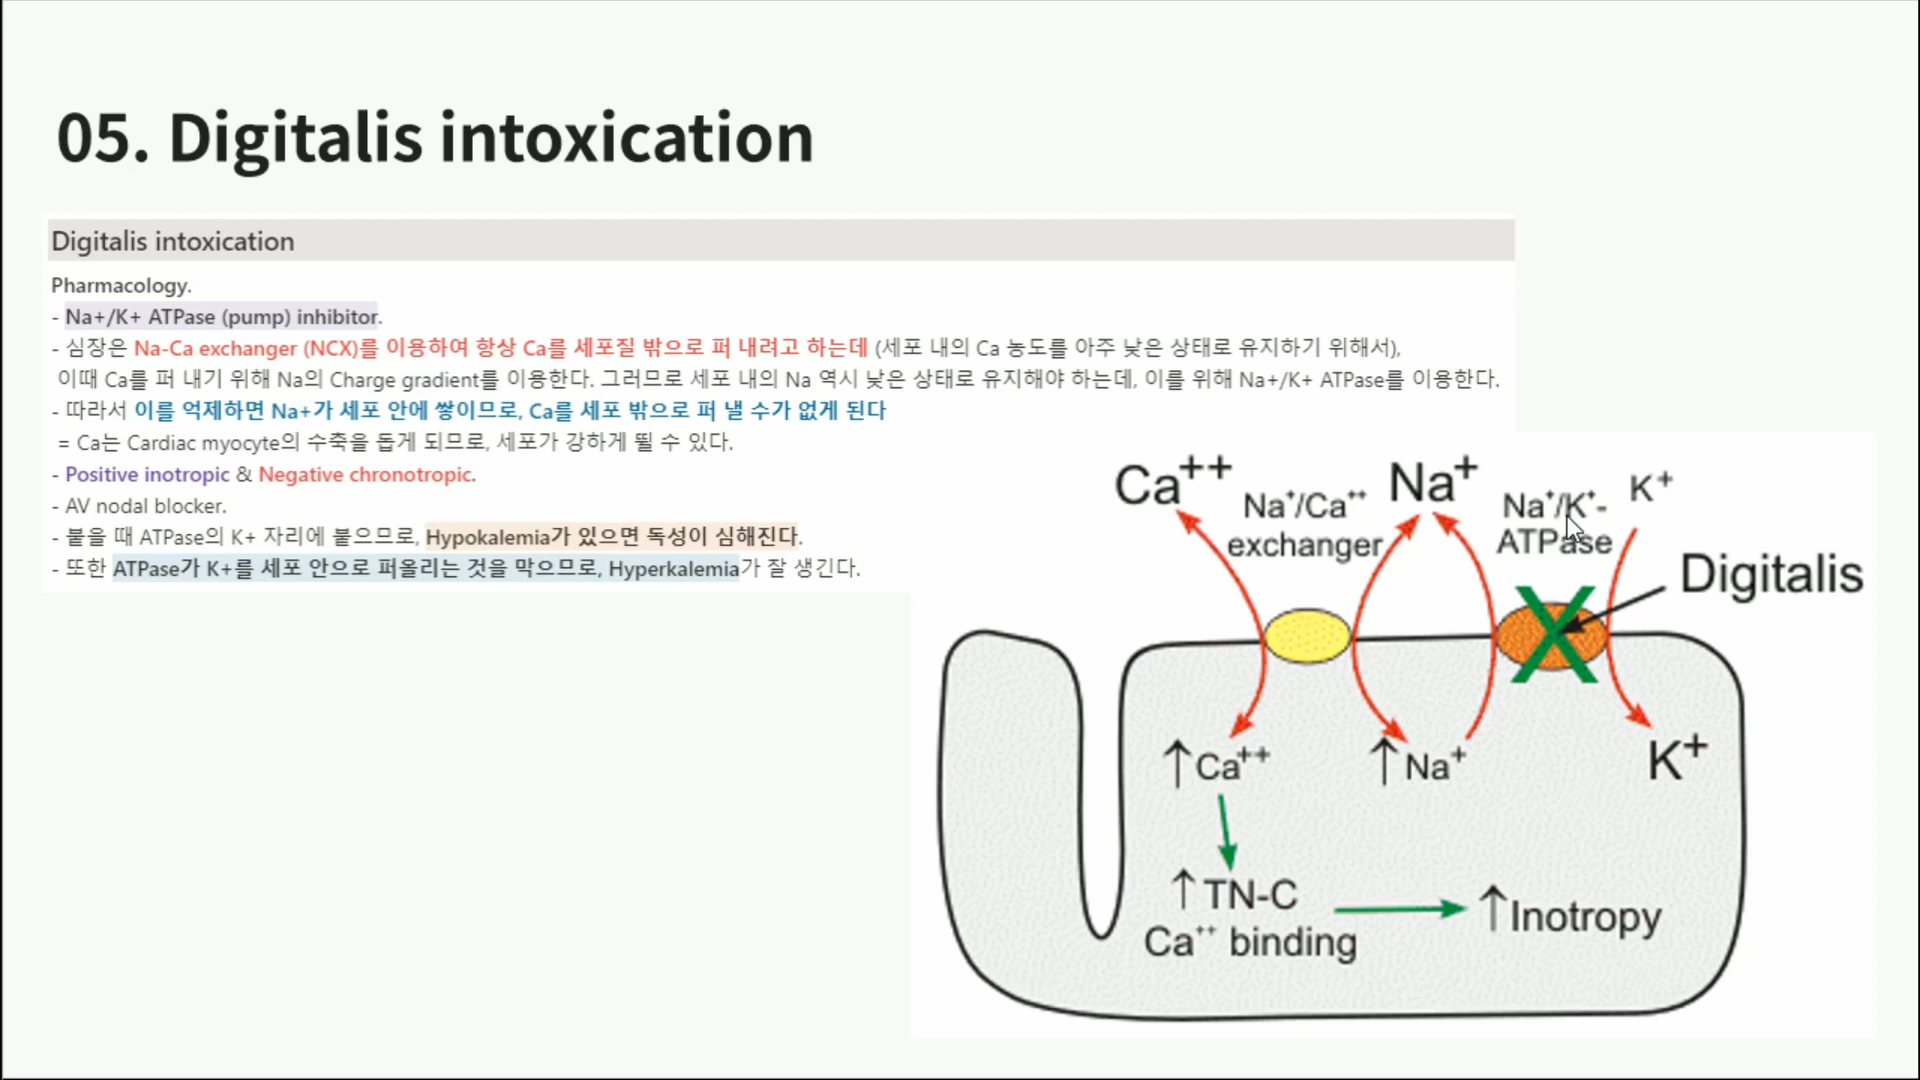 05. Digitalis intoxication
Digitalis intoxication
Pharmacology.
- Na+/K+ ATPase (pump) inhibitor.
- 심장은 Na-Ca exchanger (NCX)를 이용하여 항상 Ca를 세포질 밖으로 퍼 내려고 하는데 (세포 내의 Ca 농도를 아주 낮은 상태로 유지하기 위해서),
이때 Ca를 퍼 내기 위해 Na의 Charge gradient를 이용한다. 그러므로 세포 내의 Na 역시 낮은 상태로 유지해야 하는데, 이를 위해 Na+/K+ ATPase를 이용한다.
- 따라서 이를 억제하면 Na+가 세포 안에 쌓이므로, Ca를 세포 밖으로 퍼 낼 수가 없게 된다
= Ca는 Cardiac myocyte의 수축을 돕게 되므로, 세포가 강하게 뛸 수 있다.
- Positive inotropic & Negative chronotropic.
- AV nodal blocker.
- 붙을 때 ATPase의 K+ 자리에 붙으므로, Hypokalemia가 있으면 독성이 심해진다.
- 또한 ATPase가 K+를 세포 안으로 퍼올리는 것을 막으므로, Hyperkalemia가 잘 생긴다.
Ca++
Na+/Ca++
exchanger
Na+
Na+/K+-
ATPase
K+
Digitalis
↑Ca++
↑Na+
K+
↑TN-C
Ca++ binding
↑Inotropy